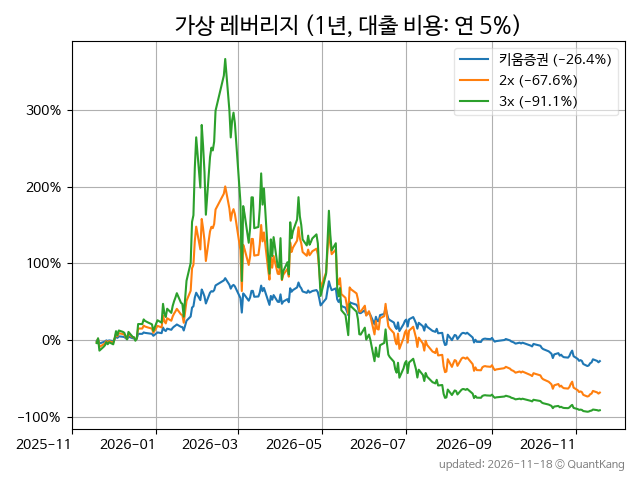 가상 레버리지 (1년, 대출 비용: 연 5%)
키움증권 (−26.4%)
2x (−67.6%)
3x (−91.1%)
300%
200%
100%
0%
−100%
2025−11 2026−01 2026−03 2026−05 2026−07 2026−09 2026−11
updated: 2026-11-18 © QuantKang